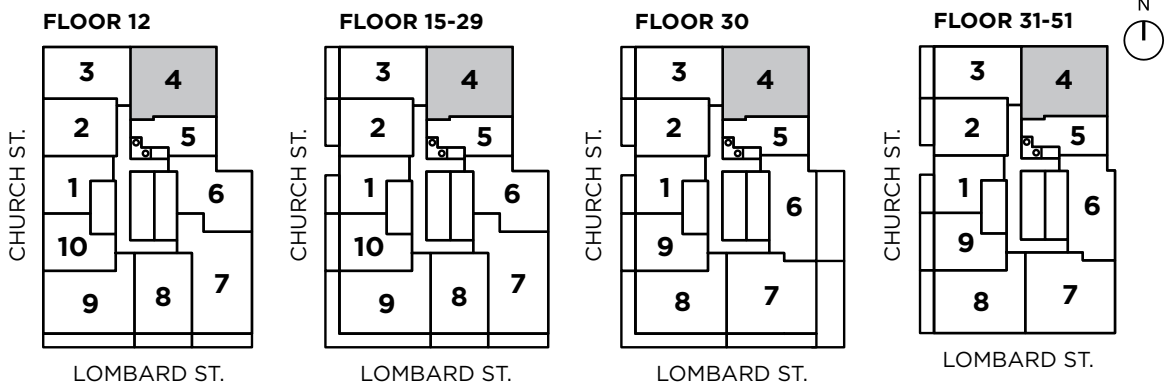 N
FLOOR 12
3
4
2
5
1
6
10
7
9
8
CHURCH ST.
LOMBARD ST.
FLOOR 15-29
3
4
2
5
1
6
10
7
9
8
CHURCH ST.
LOMBARD ST.
FLOOR 30
3
4
2
5
1
6
9
8
7
CHURCH ST.
LOMBARD ST.
FLOOR 31-51
3
4
2
5
1
6
9
8
7
CHURCH ST.
LOMBARD ST.